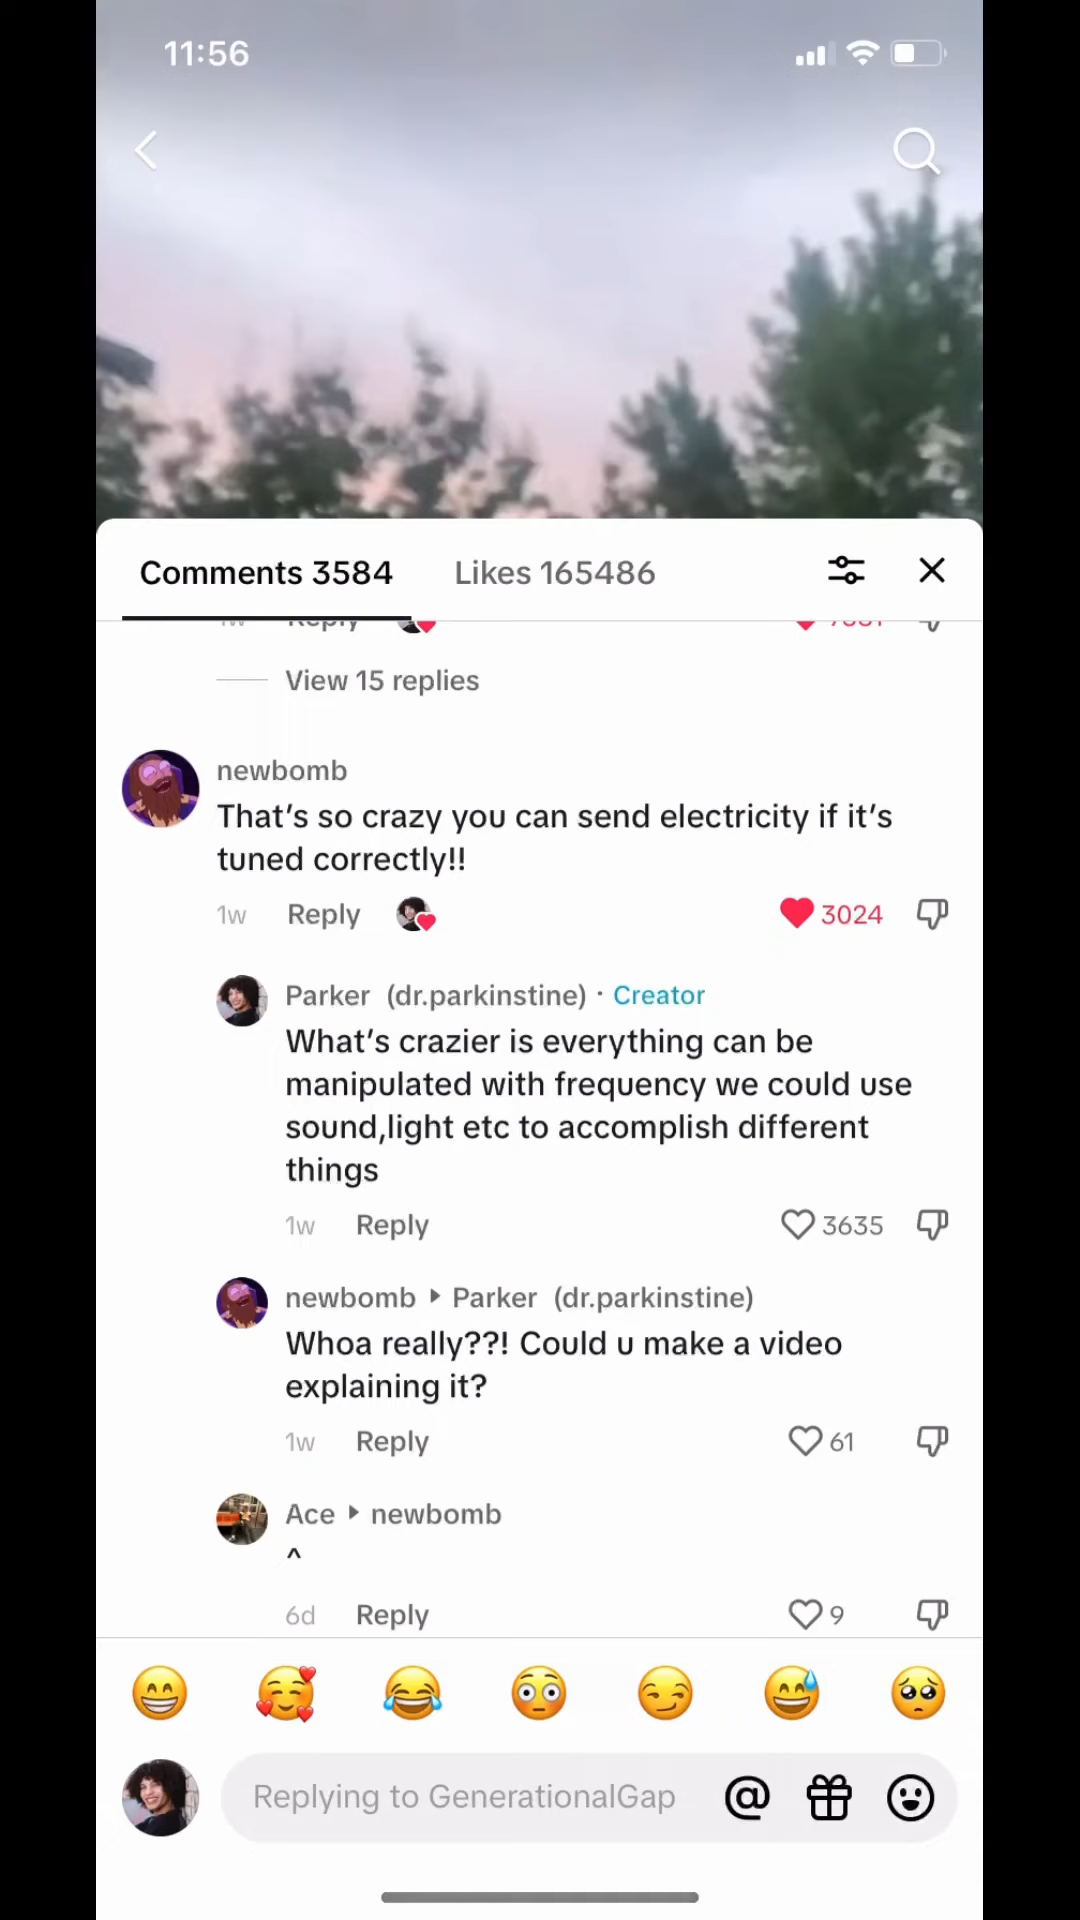 11:56
Comments 3584
Likes 165486
Reply
View 15 replies
newbomb
That's so crazy you can send electricity if it's
tuned correctly!!
1w
Reply
3024
Parker (dr.parkinstine) · Creator
What's crazier is everything can be
manipulated with frequency we could use
sound,light etc to accomplish different
things
1w
Reply
3635
newbomb ▸ Parker (dr.parkinstine)
Whoa really??! Could u make a video
explaining it?
1w
Reply
61
Ace ▸ newbomb
^
6d
Reply
9
Replying to GenerationalGap